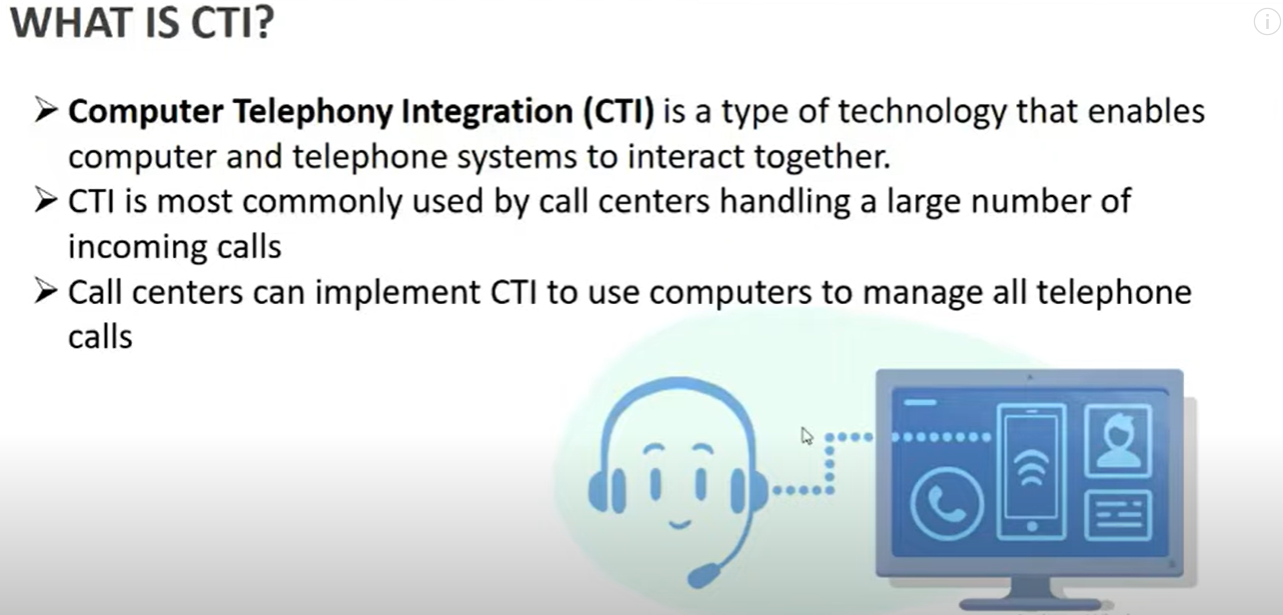 WHAT IS CTI?
➢ Computer Telephony Integration (CTI) is a type of technology that enables
computer and telephone systems to interact together.
➢ CTI is most commonly used by call centers handling a large number of
incoming calls
➢ Call centers can implement CTI to use computers to manage all telephone
calls